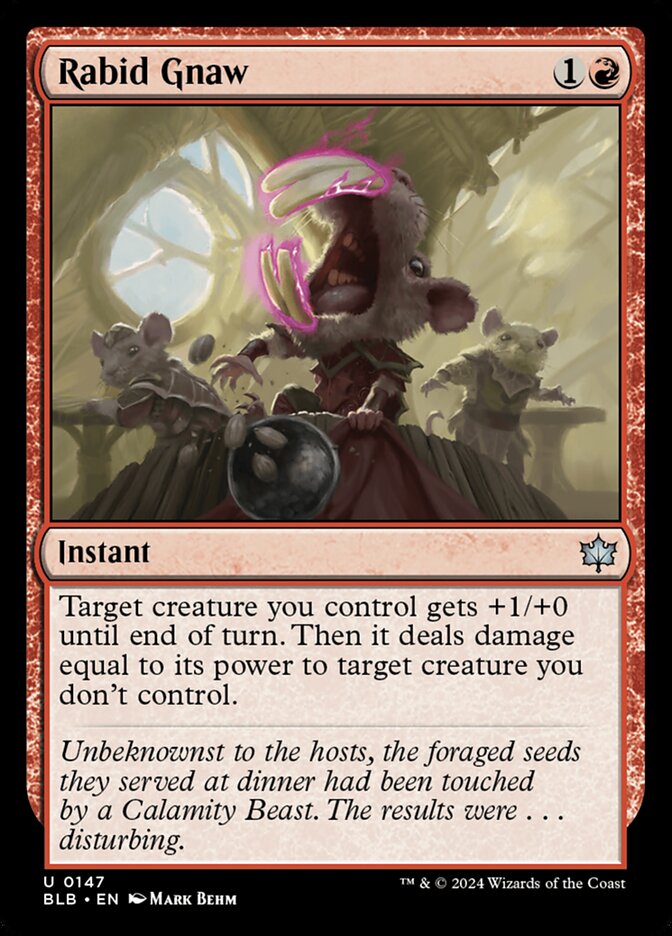 Rabid Gnaw 1
Instant
Target creature you control gets +1/+0
until end of turn. Then it deals damage
equal to its power to target creature you
don't control.
Unbeknownst to the hosts, the foraged seeds
they served at dinner had been touched
by a Calamity Beast. The results were . . .
disturbing.
U 0147
BLB • EN Mark Behm
™ & © 2024 Wizards of the Coast